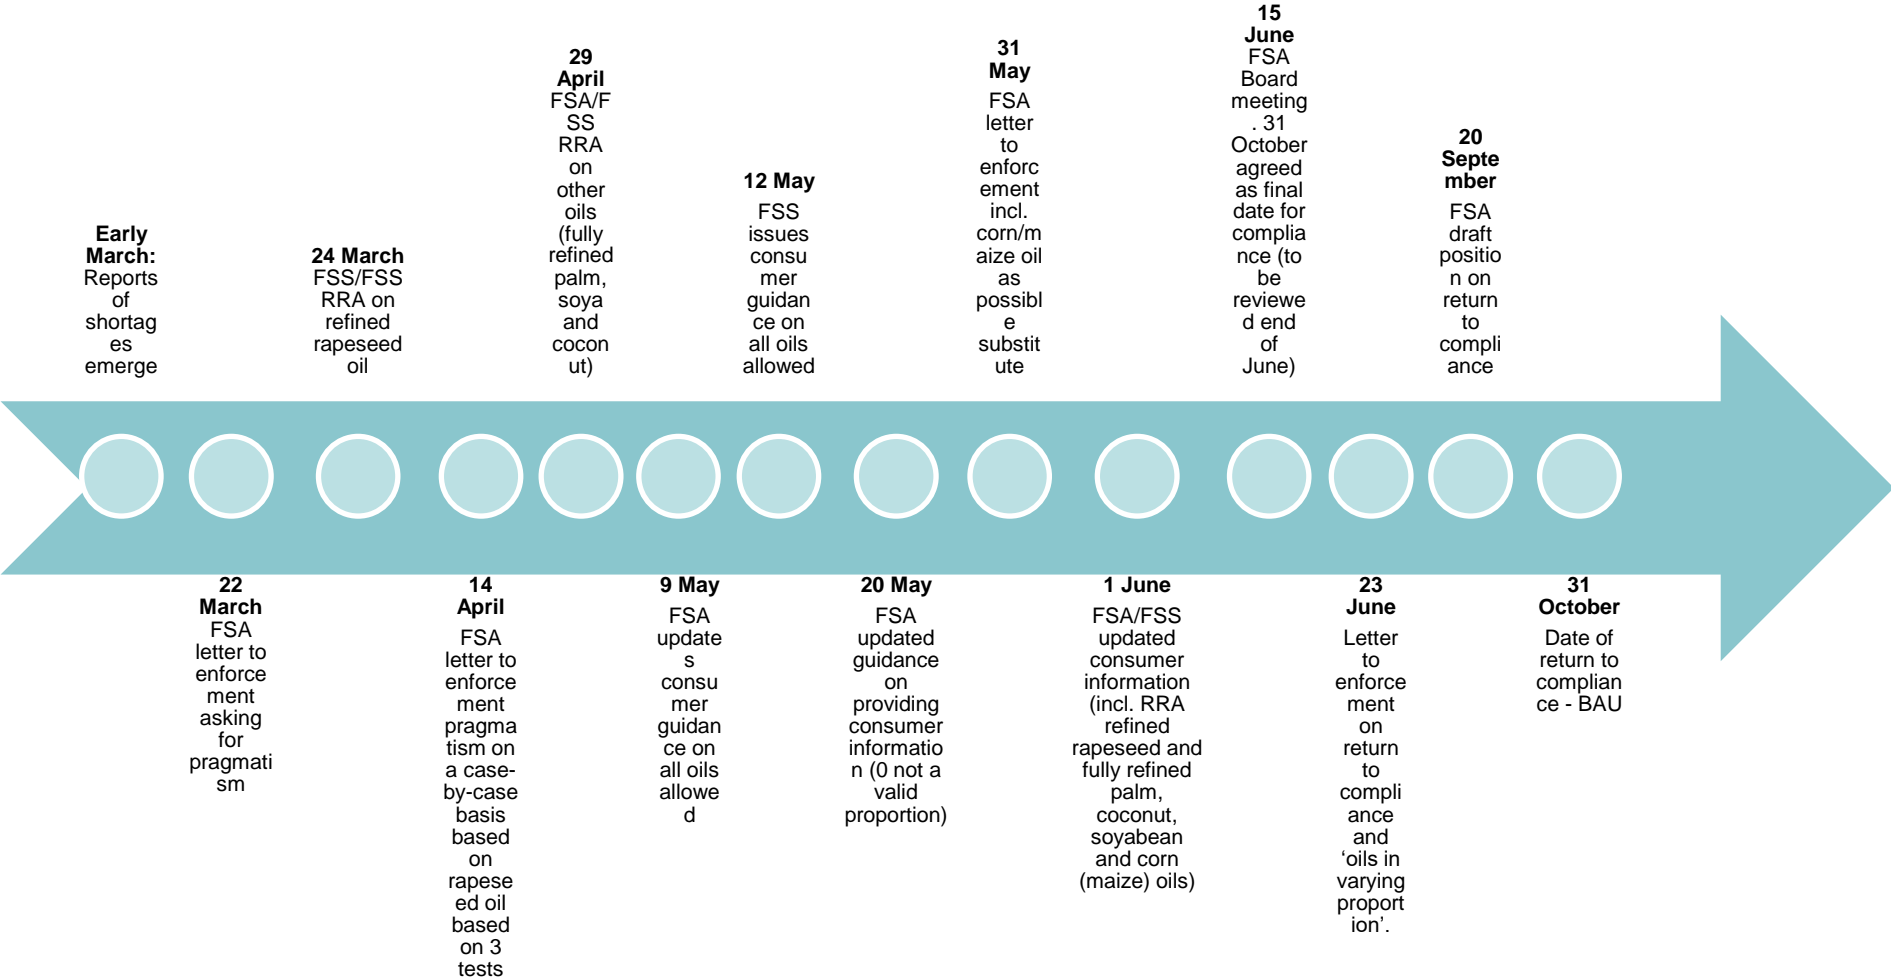 Early
March:
Reports
of
shortag
es
emerge
22
March
FSA
letter to
enforce
ment
asking
for
pragmati
sm
24 March
FSS/FSS
RRA on
refined
rapeseed
oil
14
April
FSA
letter to
enforce
ment
pragma
tism on
a case-
by-case
basis
based
on
rapese
ed oil
based
on 3
tests
29
April
FSA/F
SS
RRA
on
other
oils
(fully
refined
palm,
soya
and
cocon
ut)
9 May
FSA
update
s
consu
mer
guidan
ce on
all oils
allowe
d
12 May
FSS
issues
consu
mer
guidan
ce on
all oils
allowed
20 May
FSA
updated
guidance
on
providing
consumer
informatio
n (0 not a
valid
proportion)
31
May
FSA
letter
to
enforc
ement
incl.
corn/m
aize oil
as
possibl
e
substit
ute
1 June
FSA/FSS
updated
consumer
information
(incl. RRA
refined
rapeseed and
fully refined
palm,
coconut,
soyabean
and corn
(maize) oils)
15
June
FSA
Board
meeting
. 31
October
agreed
as final
date for
complia
nce (to
be
reviewe
d end
of
June)
23
June
Letter
to
enforce
ment
on
return
to
compli
ance
and
‘oils in
varying
proport
ion’.
20
Septe
mber
FSA
draft
positio
n on
return
to
compli
ance
31
October
Date of
return to
complian
ce - BAU